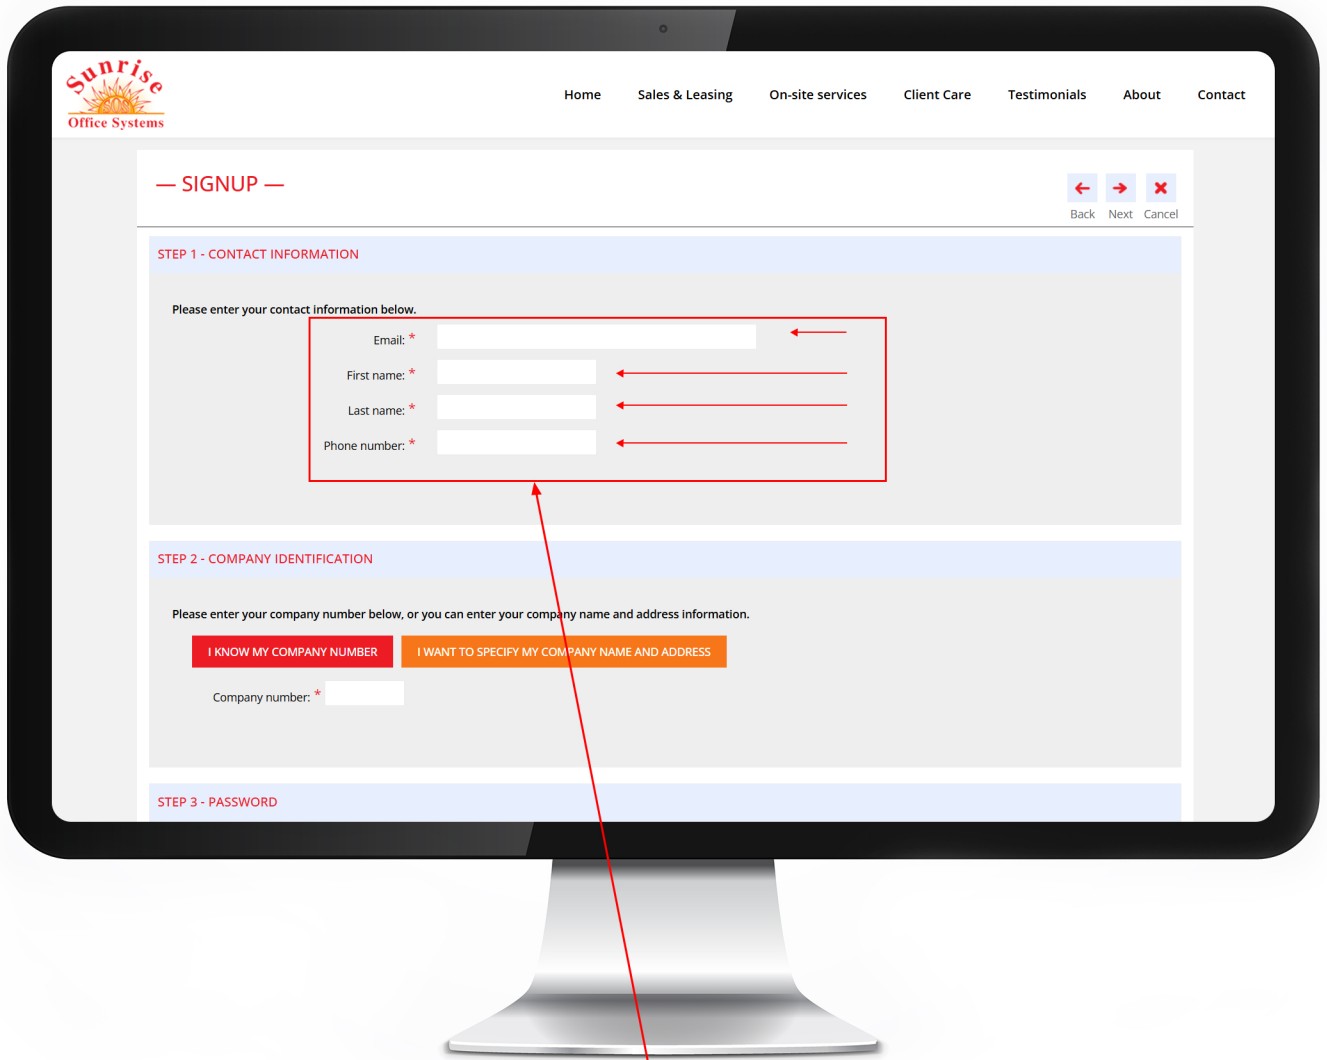 Sunrise
Office Systems
Home Sales & Leasing On-site services Client Care Testimonials About Contact
— SIGNUP —
Back Next Cancel
STEP 1 - CONTACT INFORMATION
Please enter your contact information below.
Email: *
First name: *
Last name: *
Phone number: *
STEP 2 - COMPANY IDENTIFICATION
Please enter your company number below, or you can enter your company name and address information.
I KNOW MY COMPANY NUMBER I WANT TO SPECIFY MY COMPANY NAME AND ADDRESS
Company number: *
STEP 3 - PASSWORD